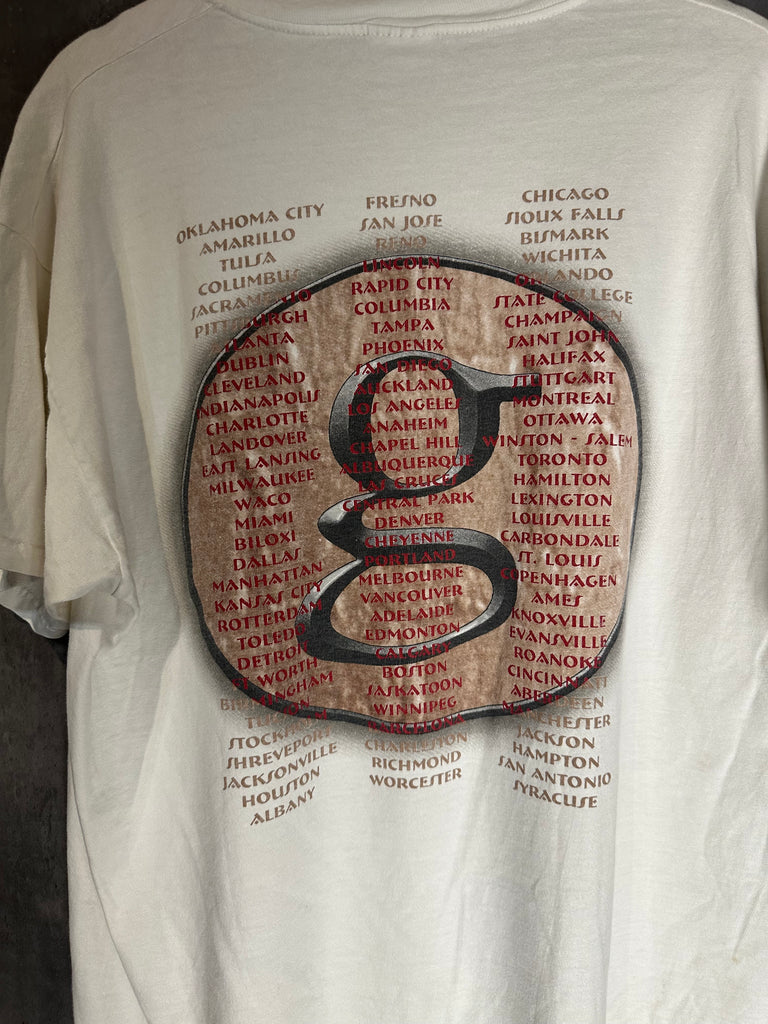 OKLAHOMA CITY
AMARILLO
TULSA
COLUMBUS
SACRAMENTO
PITTSBURGH
ATLANTA
DUBLIN
CLEVELAND
INDIANAPOLIS
CHARLOTTE
LANDOVER
EAST LANSING
MILWAUKEE
WACO
MIAMI
BILOXI
DALLAS
MANHATTAN
KANSAS CITY
ROTTERDAM
TOLEDO
DETROIT
FT. WORTH
BIRMINGHAM
TUCSON
STOCKHOLM
SHREVEPORT
JACKSONVILLE
HOUSTON
ALBANY
FRESNO
SAN JOSE
RENO
LINCOLN
RAPID CITY
COLUMBIA
TAMPA
PHOENIX
SAN DIEGO
AUCKLAND
LOS ANGELES
ANAHEIM
CHAPEL HILL
ALBUQUERQUE
LAS CRUCES
CENTRAL PARK
DENVER
CHEYENNE
PORTLAND
MELBOURNE
VANCOUVER
ADELAIDE
EDMONTON
CALGARY
BOSTON
SASKATOON
WINNIPEG
BARCELONA
CHARLESTON
RICHMOND
WORCESTER
CHICAGO
SIOUX FALLS
BISMARK
WICHITA
ORLANDO
STATE COLLEGE
CHAMPAIGN
SAINT JOHN
HALIFAX
STUTTGART
MONTREAL
OTTAWA
WINSTON - SALEM
TORONTO
HAMILTON
LEXINGTON
LOUISVILLE
CARBONDALE
ST. LOUIS
COPENHAGEN
AMES
KNOXVILLE
EVANSVILLE
ROANOKE
CINCINNATI
ABERDEEN
MANCHESTER
JACKSON
HAMPTON
SAN ANTONIO
SYRACUSE
g